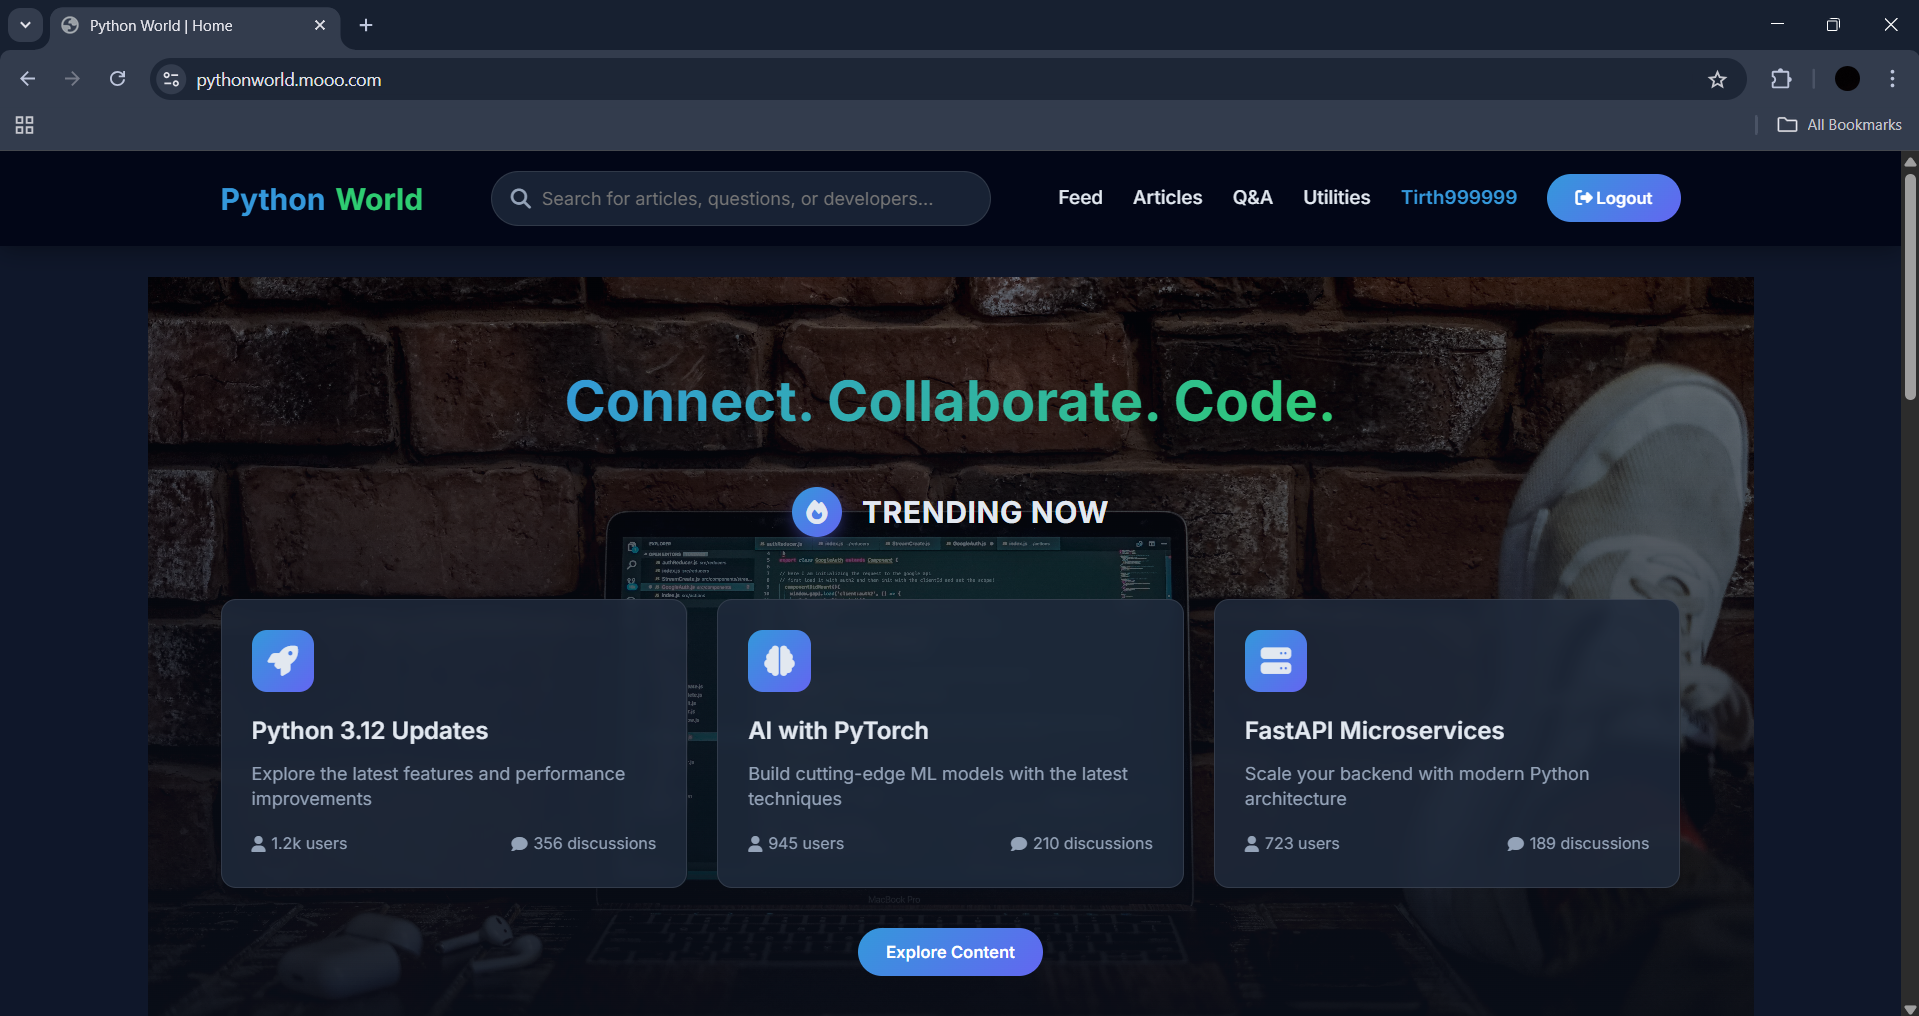 Python World | Home
pythonworld.mooo.com
All Bookmarks
Python World
Search for articles, questions, or developers...
Feed
Articles
Q&A
Utilities
Tirth999999
Logout
Connect. Collaborate. Code.
TRENDING NOW
Python 3.12 Updates
Explore the latest features and performance
improvements
1.2k users
356 discussions
AI with PyTorch
Build cutting-edge ML models with the latest
techniques
945 users
210 discussions
FastAPI Microservices
Scale your backend with modern Python
architecture
723 users
189 discussions
MacBook Pro
Explore Content